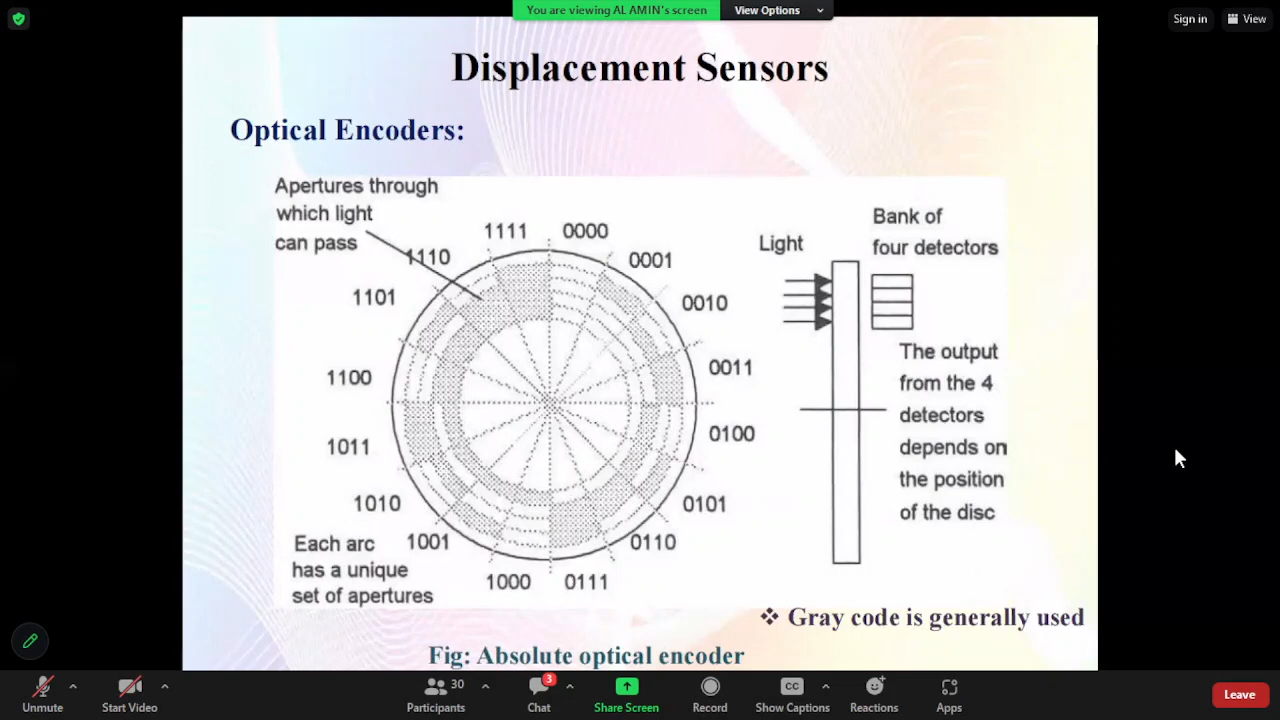 You are viewing AL AMIN's screen
View Options
Sign in
View
Displacement Sensors
Optical Encoders:
Apertures through
which light
can pass
1111
0000
1110
0001
1101
0010
1100
0011
1011
0100
1010
0101
1001
0110
1000
0111
Each arc
has a unique
set of apertures
Light
Bank of
four detectors
The output
from the 4
detectors
depends on
the position
of the disc
❖ Gray code is generally used
Fig: Absolute optical encoder
Unmute
Start Video
30
Participants
3
Chat
Share Screen
Record
CC
Show Captions
Reactions
Apps
Leave